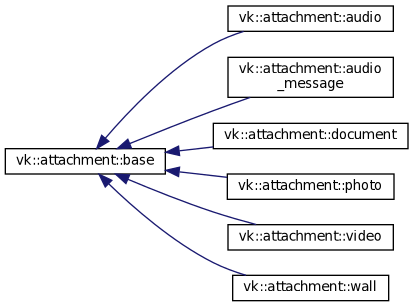 vk::attachment::audio
vk::attachment::audio
_message
vk::attachment::document
vk::attachment::base
vk::attachment::photo
vk::attachment::video
vk::attachment::wall